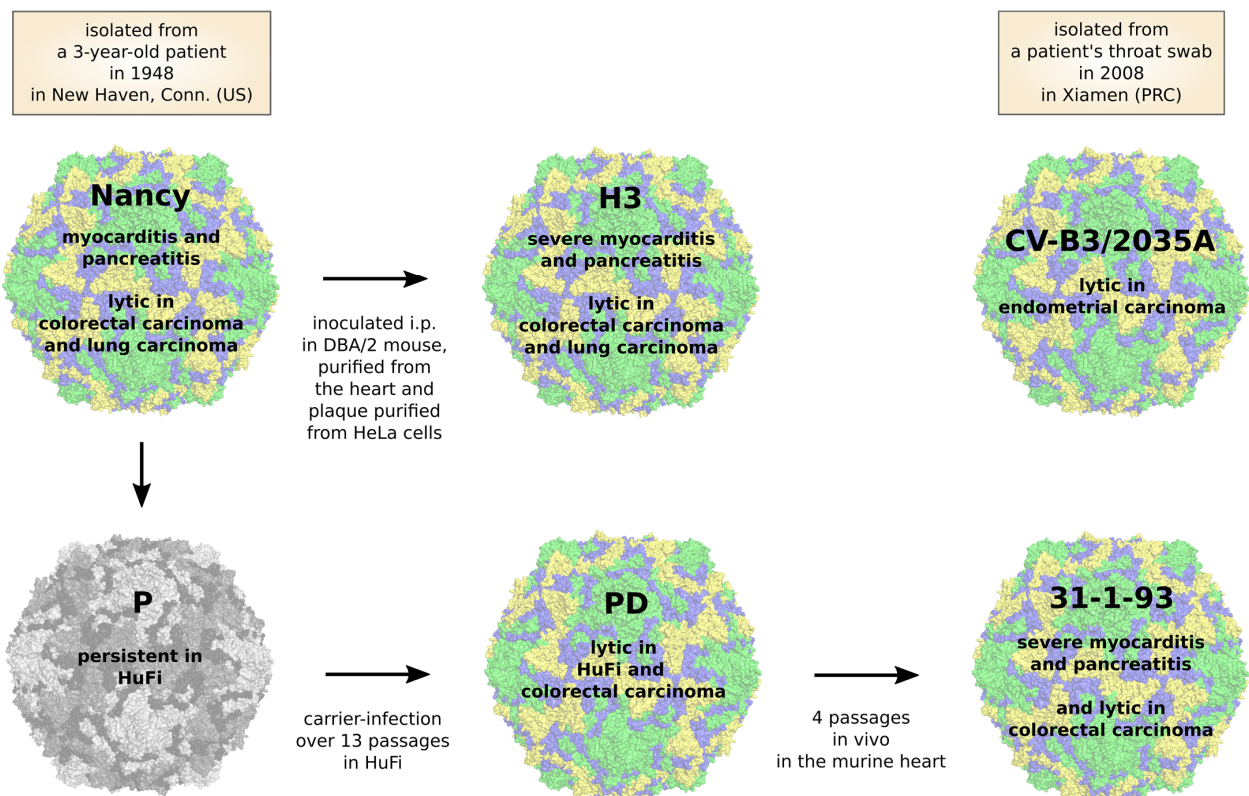 isolated from
a 3-year-old patient
in 1948
in New Haven, Conn. (US)
isolated from
a patient's throat swab
in 2008
in Xiamen (PRC)
Nancy
myocarditis and
pancreatitis
lytic in
colorectal carcinoma
and lung carcinoma
inoculated i.p.
in DBA/2 mouse,
purified from
the heart and
plaque purified
from HeLa cells
H3
severe myocarditis
and pancreatitis
lytic in
colorectal carcinoma
and lung carcinoma
CV-B3/2035A
lytic in
endometrial carcinoma
P
persistent in
HuFi
carrier-infection
over 13 passages
in HuFi
PD
lytic in
HuFi and
colorectal carcinoma
4 passages
in vivo
in the murine heart
31-1-93
severe myocarditis
and pancreatitis
and lytic in
colorectal carcinoma